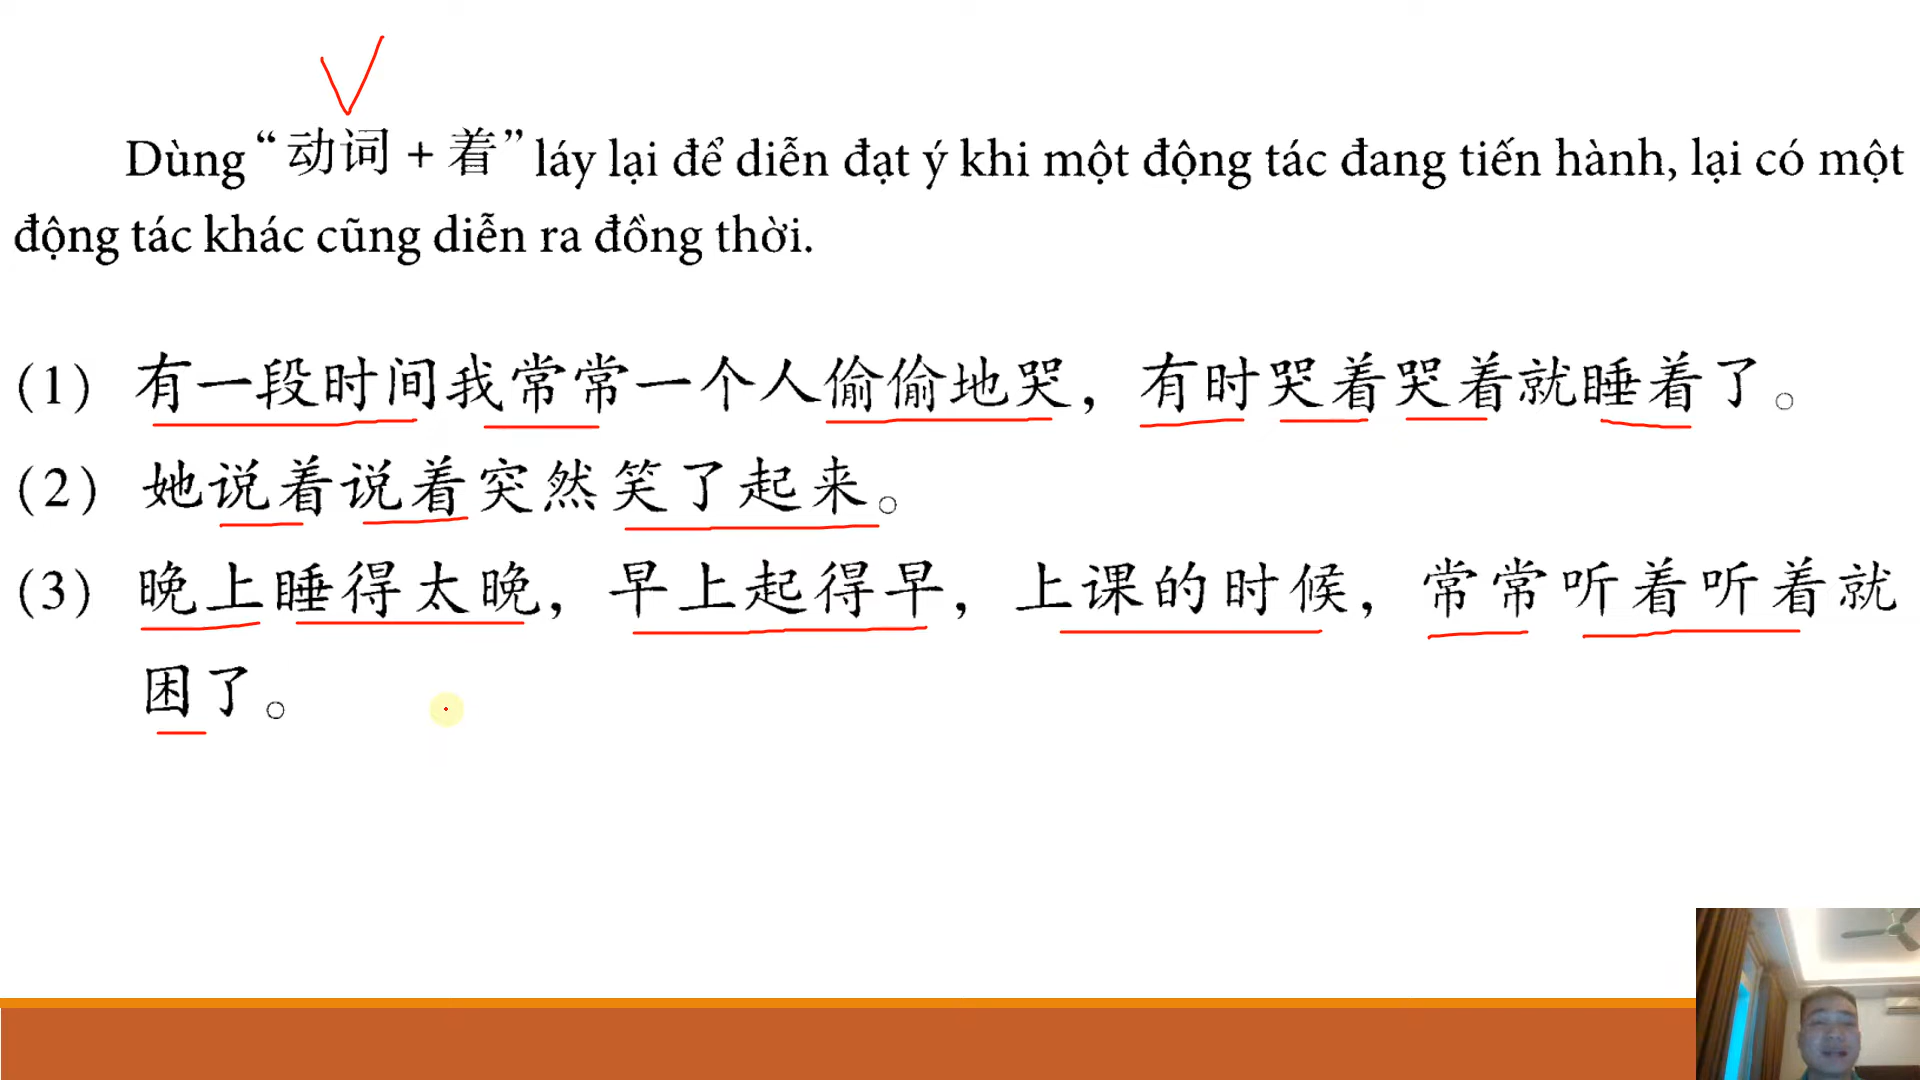 Dùng “动词 + 着” láy lại để diễn đạt ý khi một động tác đang tiến hành, lại có một
động tác khác cũng diễn ra đồng thời.
(1) 有一段时间我常常一个人偷偷地哭，有时哭着哭着就睡着了。
(2) 她说着说着突然笑了起来。
(3) 晚上睡得太晚，早上起得早，上课的时候，常常听着听着就
困了。